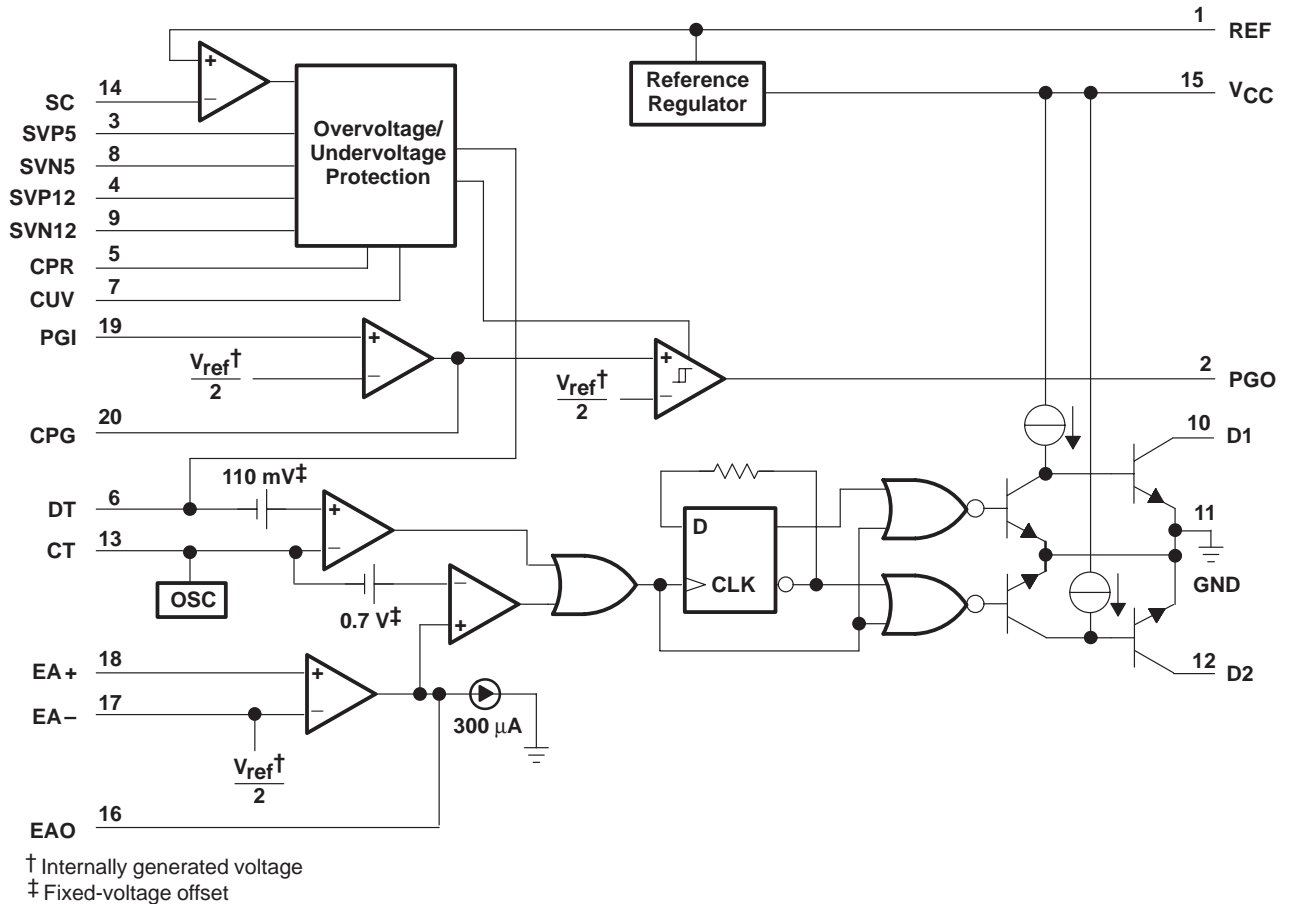 1
REF
Reference
Regulator
15
VCC
+
−
14
SC
3
SVP5
8
SVN5
4
SVP12
9
SVN12
5
CPR
7
CUV
Overvoltage/
Undervoltage
Protection
19
PGI
+
−
Vref†
2
20
CPG
+
−
Vref†
2
2
PGO
10
D1
110 mV‡
6
DT
13
CT
+
−
OSC
0.7 V‡
−
+
D
CLK
11
GND
12
D2
18
EA+
17
EA−
+
−
300 μA
Vref†
2
16
EAO
† Internally generated voltage
‡ Fixed-voltage offset